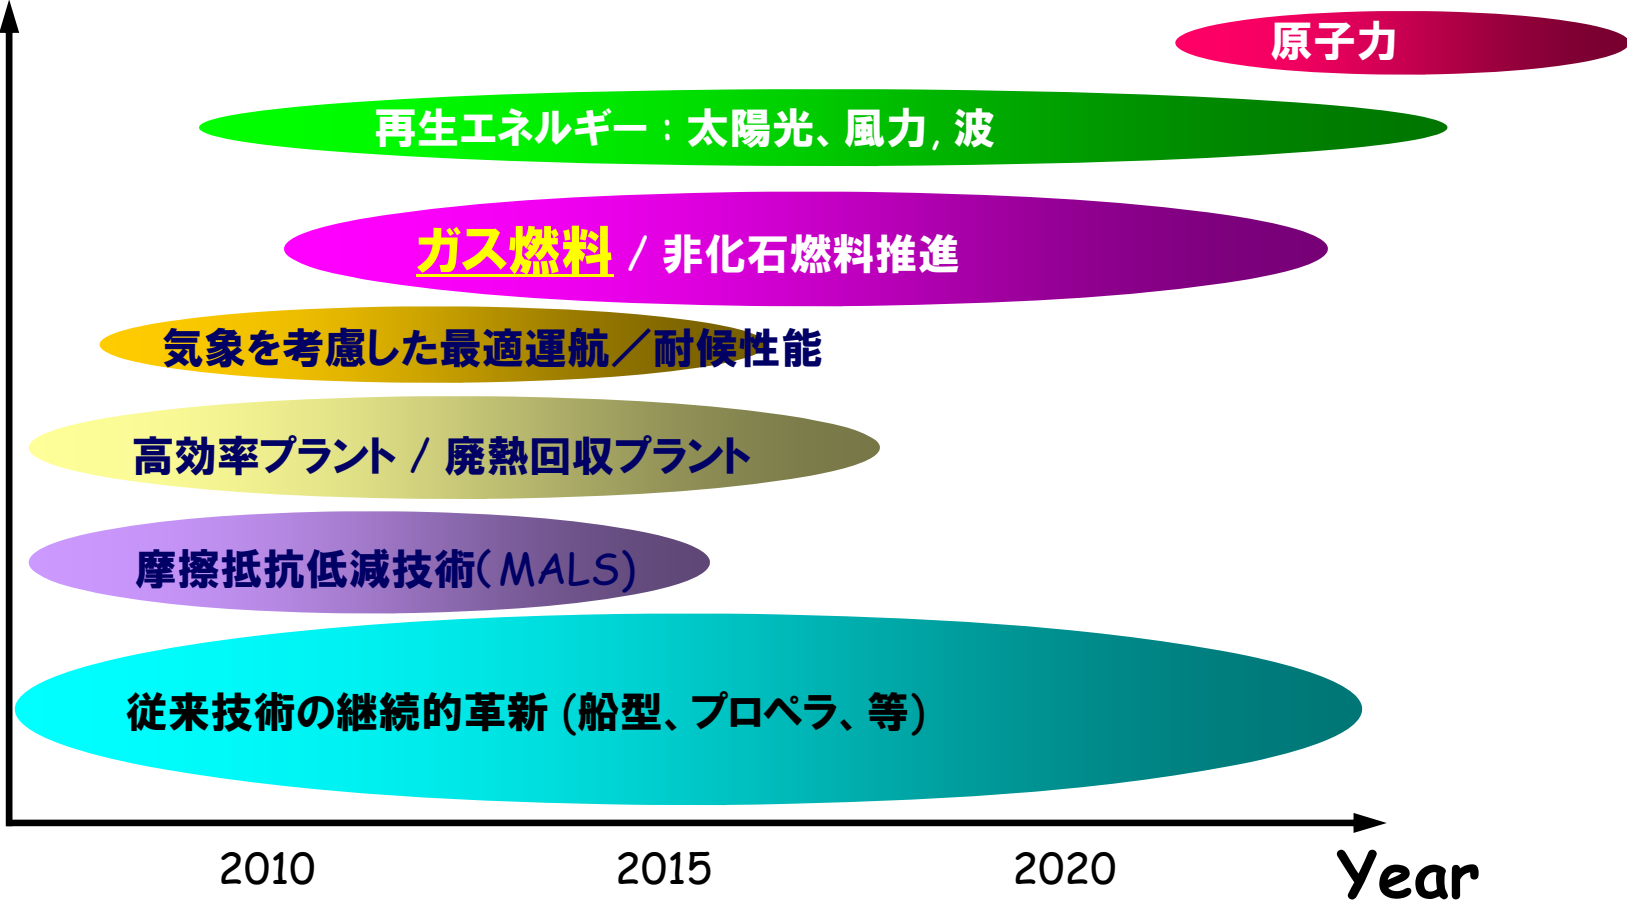 原子力
再生エネルギー : 太陽光、風力, 波
ガス燃料 / 非化石燃料推進
気象を考慮した最適運航／耐候性能
高効率プラント / 廃熱回収プラント
摩擦抵抗低減技術(MALS)
従来技術の継続的革新 (船型、プロペラ、等)
2010 2015 2020 Year